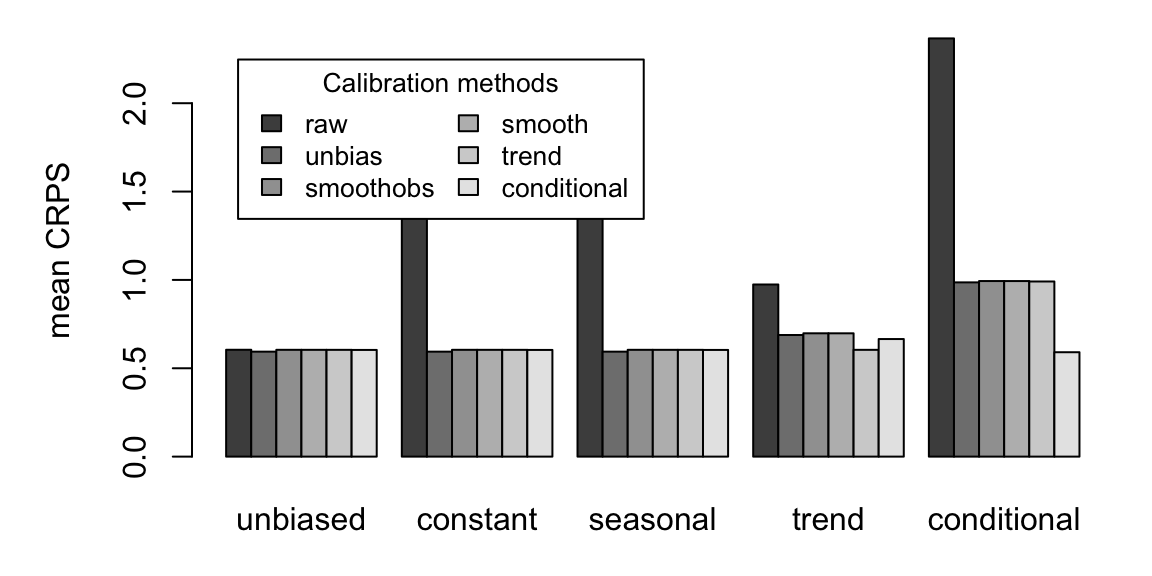 Calibration methods
raw
unbias
smoothobs
smooth
trend
conditional
mean CRPS
2.0
1.5
1.0
0.5
0.0
unbiased constant seasonal trend conditional